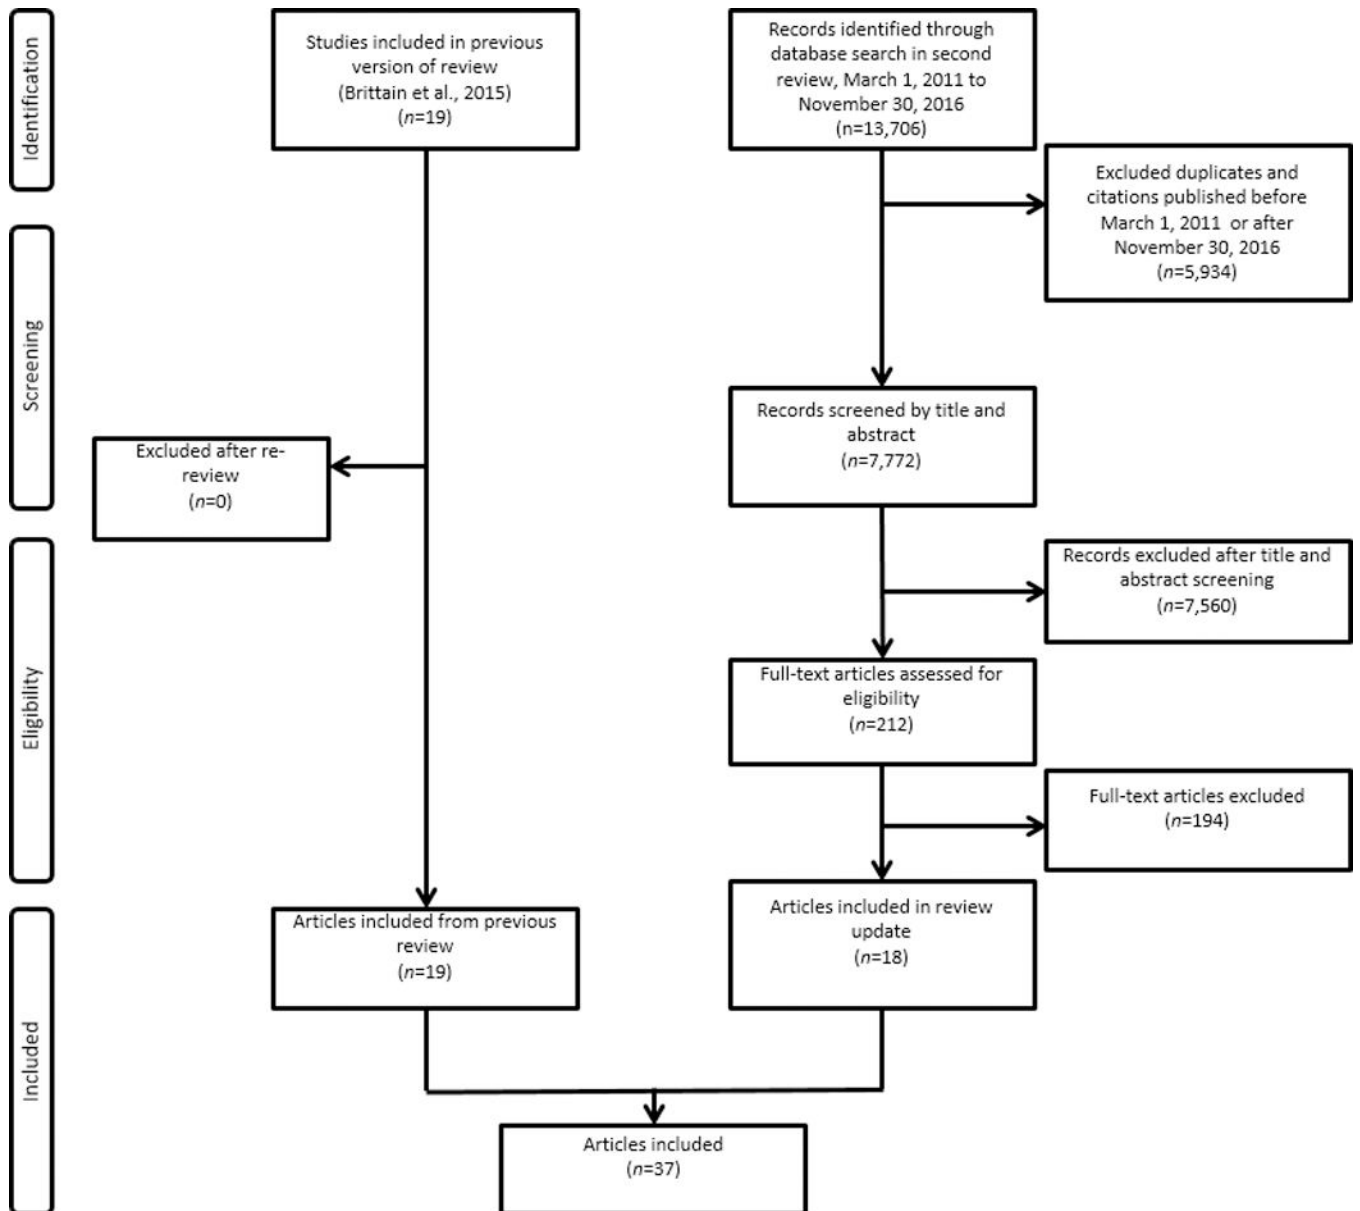 Identification
Studies included in previous
version of review
(Brittain et al., 2015)
(n=19)
Records identified through
database search in second
review, March 1, 2011 to
November 30, 2016
(n=13,706)
Excluded duplicates and
citations published before
March 1, 2011 or after
November 30, 2016
(n=5,934)
Screening
Records screened by title and
abstract
(n=7,772)
Excluded after re-
review
(n=0)
Eligibility
Records excluded after title and
abstract screening
(n=7,560)
Full-text articles assessed for
eligibility
(n=212)
Full-text articles excluded
(n=194)
Included
Articles included from previous
review
(n=19)
Articles included in review
update
(n=18)
Articles included
(n=37)